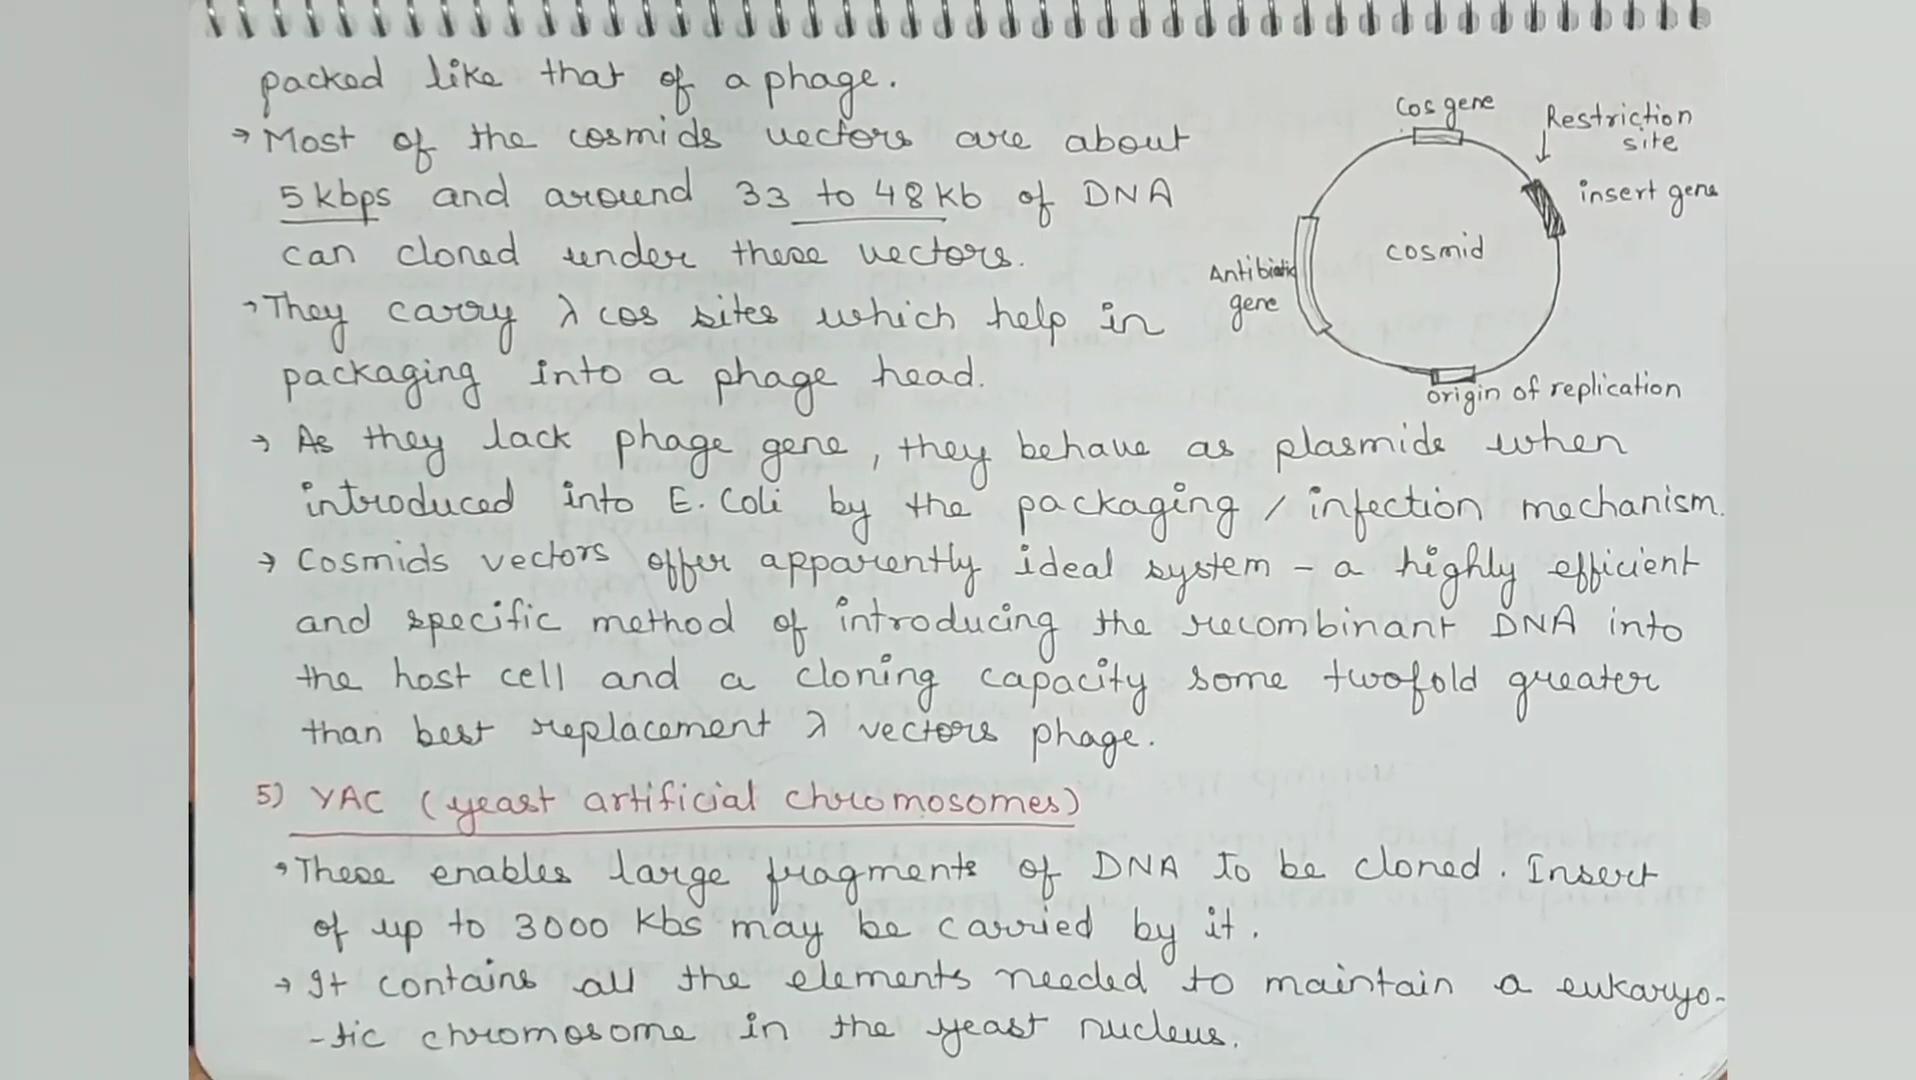 packed like that of a phage.
→ Most of the cosmids vectors are about
5 kbps and around 33 to 48 kb of DNA
can cloned under these vectors.
→ They carry λ cos sites which help in
packaging into a phage head.
cos gene
Restriction
site
insert gene
cosmid
Antibiotic
gene
origin of replication
→ As they lack phage gene, they behave as plasmids when
introduced into E. Coli by the packaging / infection mechanism.
→ Cosmids vectors offer apparently ideal system - a highly efficient
and specific method of introducing the recombinant DNA into
the host cell and a cloning capacity some twofold greater
than best replacement λ vectors phage.
5) YAC (yeast artificial chromosomes)
→ These enables large fragments of DNA to be cloned. Insert
of up to 3000 Kbs may be carried by it.
→ It contains all the elements needed to maintain a eukaryo-
-tic chromosome in the yeast nucleus.